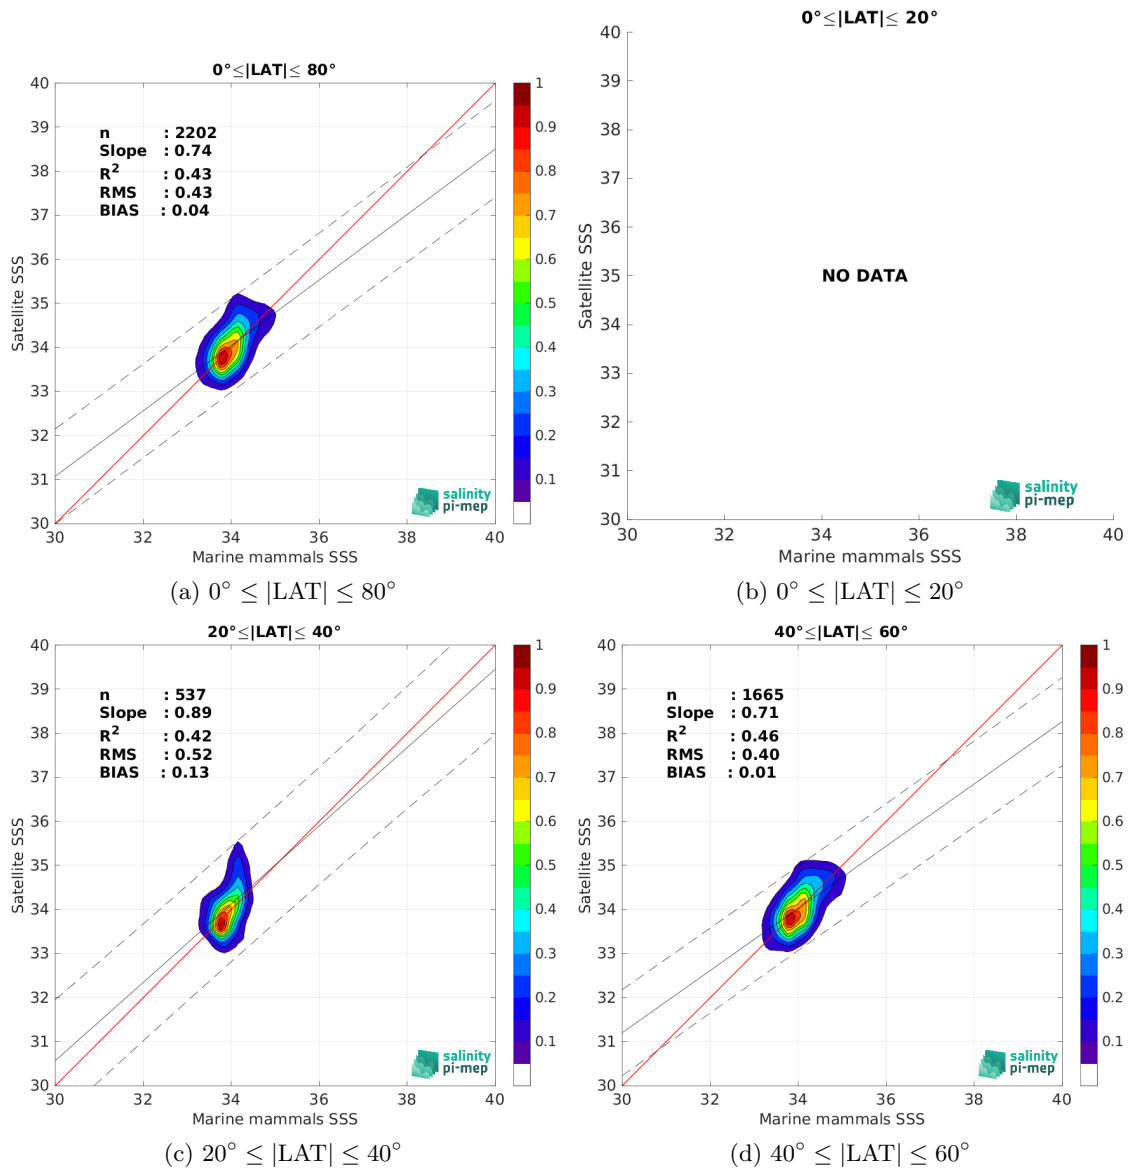 0°≤|LAT|≤ 80°
40
39
38
37
36
35
34
33
32
31
30
Satellite SSS
n : 2202
Slope : 0.74
R² : 0.43
RMS : 0.43
BIAS : 0.04
salinity
pi-mep
30 32 34 36 38 40
Marine mammals SSS
1
0.9
0.8
0.7
0.6
0.5
0.4
0.3
0.2
0.1
(a) 0° ≤ |LAT| ≤ 80°
0°≤|LAT|≤ 20°
40
39
38
37
36
35
34
33
32
31
30
Satellite SSS
NO DATA
salinity
pi-mep
30 32 34 36 38 40
Marine mammals SSS
(b) 0° ≤ |LAT| ≤ 20°
20°≤|LAT|≤ 40°
40
39
38
37
36
35
34
33
32
31
30
Satellite SSS
n : 537
Slope : 0.89
R² : 0.42
RMS : 0.52
BIAS : 0.13
salinity
pi-mep
30 32 34 36 38 40
Marine mammals SSS
1
0.9
0.8
0.7
0.6
0.5
0.4
0.3
0.2
0.1
(c) 20° ≤ |LAT| ≤ 40°
40°≤|LAT|≤ 60°
40
39
38
37
36
35
34
33
32
31
30
Satellite SSS
n : 1665
Slope : 0.71
R² : 0.46
RMS : 0.40
BIAS : 0.01
salinity
pi-mep
30 32 34 36 38 40
Marine mammals SSS
1
0.9
0.8
0.7
0.6
0.5
0.4
0.3
0.2
0.1
(d) 40° ≤ |LAT| ≤ 60°